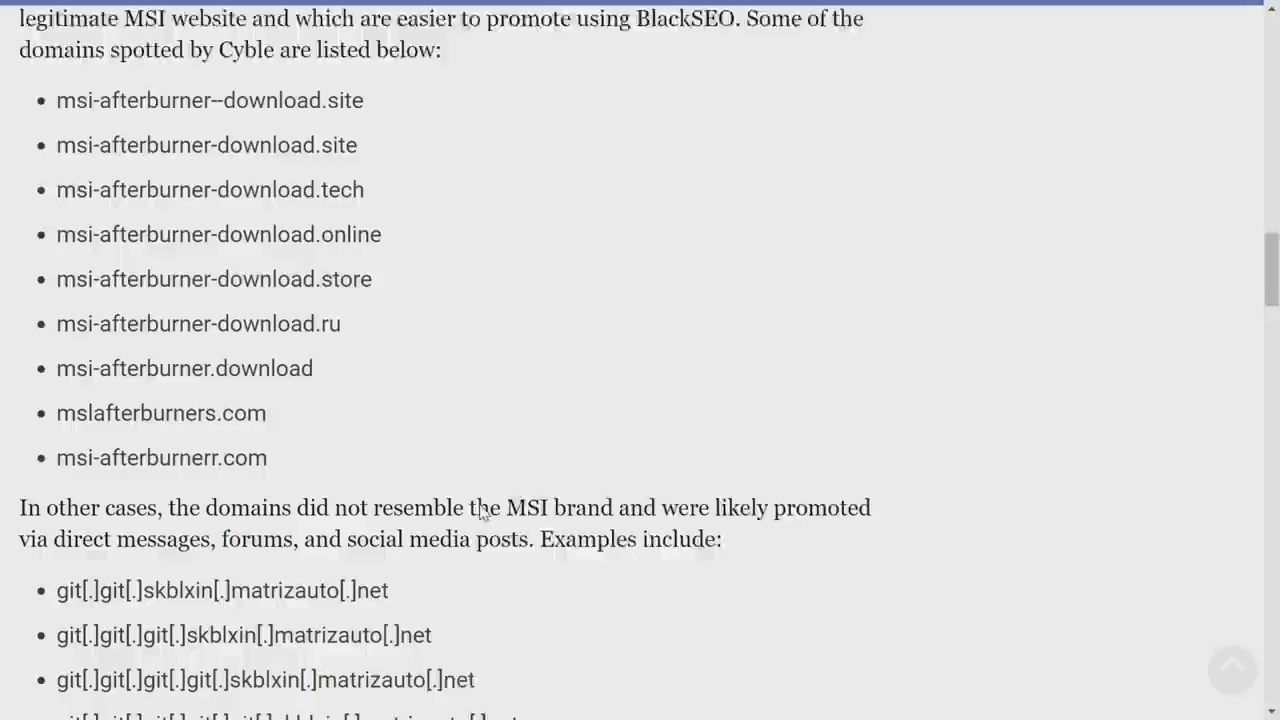 legitimate MSI website and which are easier to promote using BlackSEO. Some of the
domains spotted by Cyble are listed below:
msi-afterburner--download.site
msi-afterburner-download.site
msi-afterburner-download.tech
msi-afterburner-download.online
msi-afterburner-download.store
msi-afterburner-download.ru
msi-afterburner.download
mslafterburners.com
msi-afterburnerr.com
In other cases, the domains did not resemble the MSI brand and were likely promoted
via direct messages, forums, and social media posts. Examples include:
git[.]git[.]skblxin[.]matrizauto[.]net
git[.]git[.]git[.]skblxin[.]matrizauto[.]net
git[.]git[.]git[.]git[.]skblxin[.]matrizauto[.]net